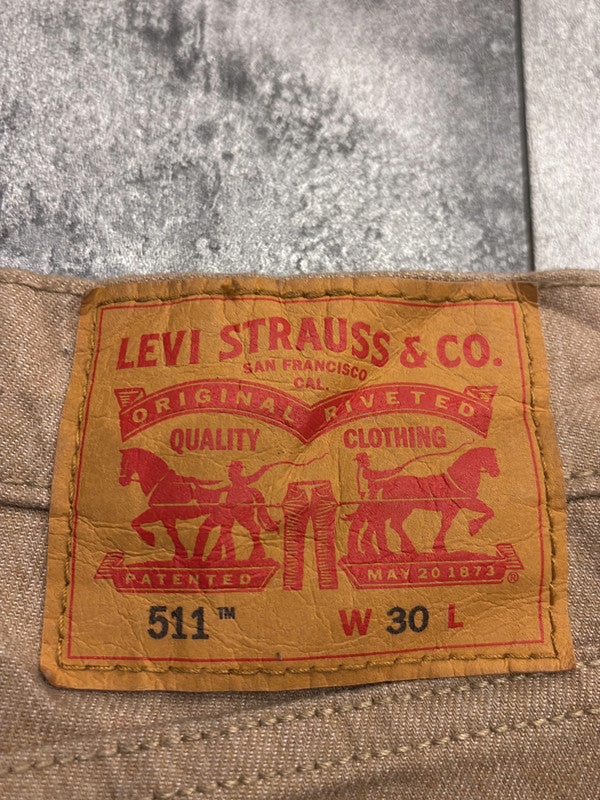 LEVI STRAUSS & CO.
SAN FRANCISCO
CAL.
ORIGINAL RIVETED
QUALITY CLOTHING
PATENTED MAY 20 1873 ®
511™ W 30 L